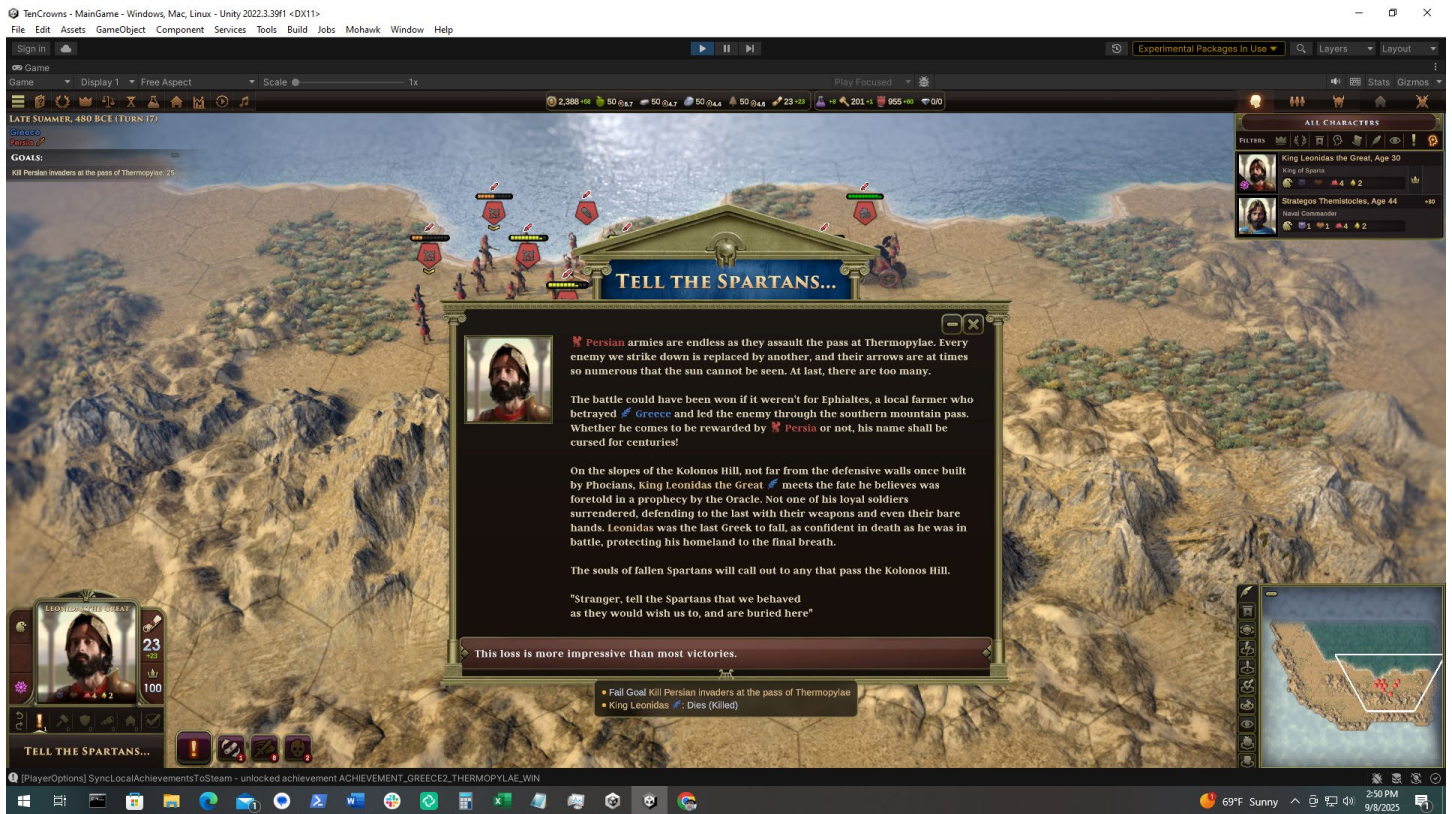 TenCrowns - MainGame - Windows, Mac, Linux - Unity 2022.3.39f1 <DX11>
File Edit Assets GameObject Component Services Tools Build Jobs Mohawk Window Help
Sign in
Experimental Packages In Use
Layers
Layout
Game
Game
Display 1
Free Aspect
Scale
1x
Play Focused
Stats
Gizmos
2,388 +58 50 50 50 50 23 +23 201 +1 955 +60 0/0
LATE SUMMER, 480 BCE (TURN 17)
Greece
Persia
GOALS:
Kill Persian invaders at the pass of Thermopylae: 25
ALL CHARACTERS
FILTERS
King Leonidas the Great, Age 30
King of Sparta
4 2
Strategos Themistocles, Age 44 +80
Naval Commander
1 1 4 2
TELL THE SPARTANS...
Persian armies are endless as they assault the pass at Thermopylae. Every
enemy we strike down is replaced by another, and their arrows are at times
so numerous that the sun cannot be seen. At last, there are too many.
The battle could have been won if it weren't for Ephialtes, a local farmer who
betrayed Greece and led the enemy through the southern mountain pass.
Whether he comes to be rewarded by Persia or not, his name shall be
cursed for centuries!
On the slopes of the Kolonos Hill, not far from the defensive walls once built
by Phocians, King Leonidas the Great meets the fate he believes was
foretold in a prophecy by the Oracle. Not one of his loyal soldiers
surrendered, defending to the last with their weapons and even their bare
hands. Leonidas was the last Greek to fall, as confident in death as he was in
battle, protecting his homeland to the final breath.
The souls of fallen Spartans will call out to any that pass the Kolonos Hill.
"Stranger, tell the Spartans that we behaved
as they would wish us to, and are buried here"
This loss is more impressive than most victories.
• Fail Goal Kill Persian invaders at the pass of Thermopylae
• King Leonidas : Dies (Killed)
LEONIDAS THE GREAT
23
+23
100
4 2
TELL THE SPARTANS...
1 8 2
[PlayerOptions] SyncLocalAchievementsToSteam - unlocked achievement ACHIEVEMENT_GREECE2_THERMOPYLAE_WIN
69°F Sunny
2:50 PM
9/8/2025